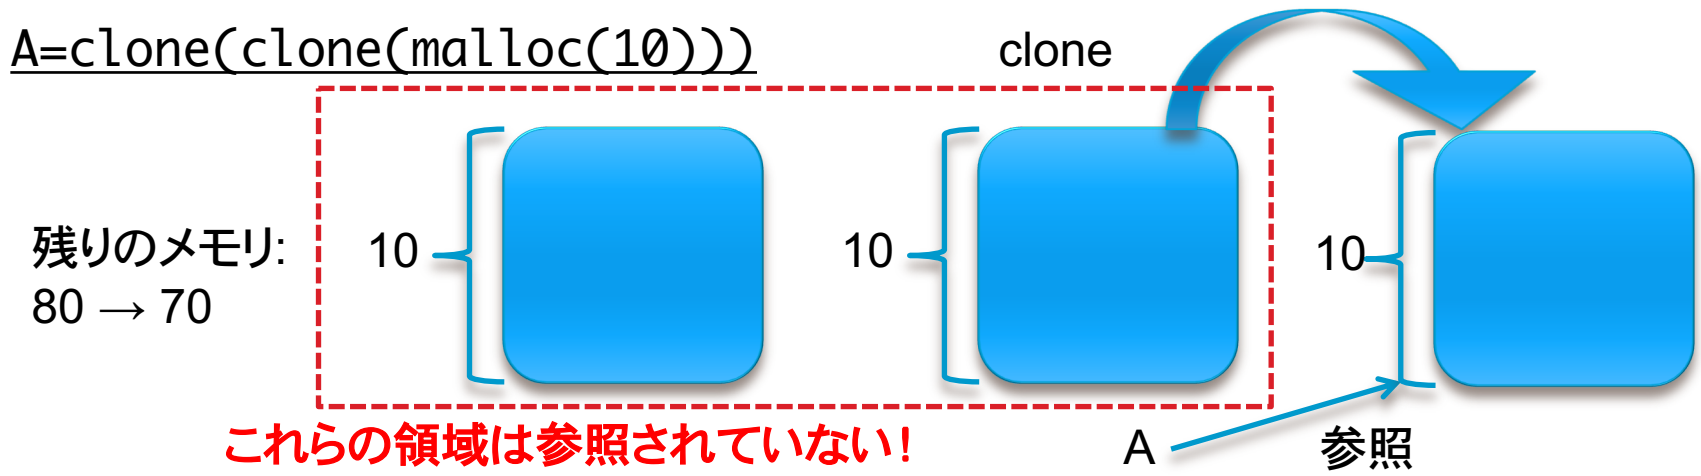 A=clone(clone(malloc(10)))
clone
残りのメモリ:
80 → 70
10
10
10
これらの領域は参照されていない!
A
参照